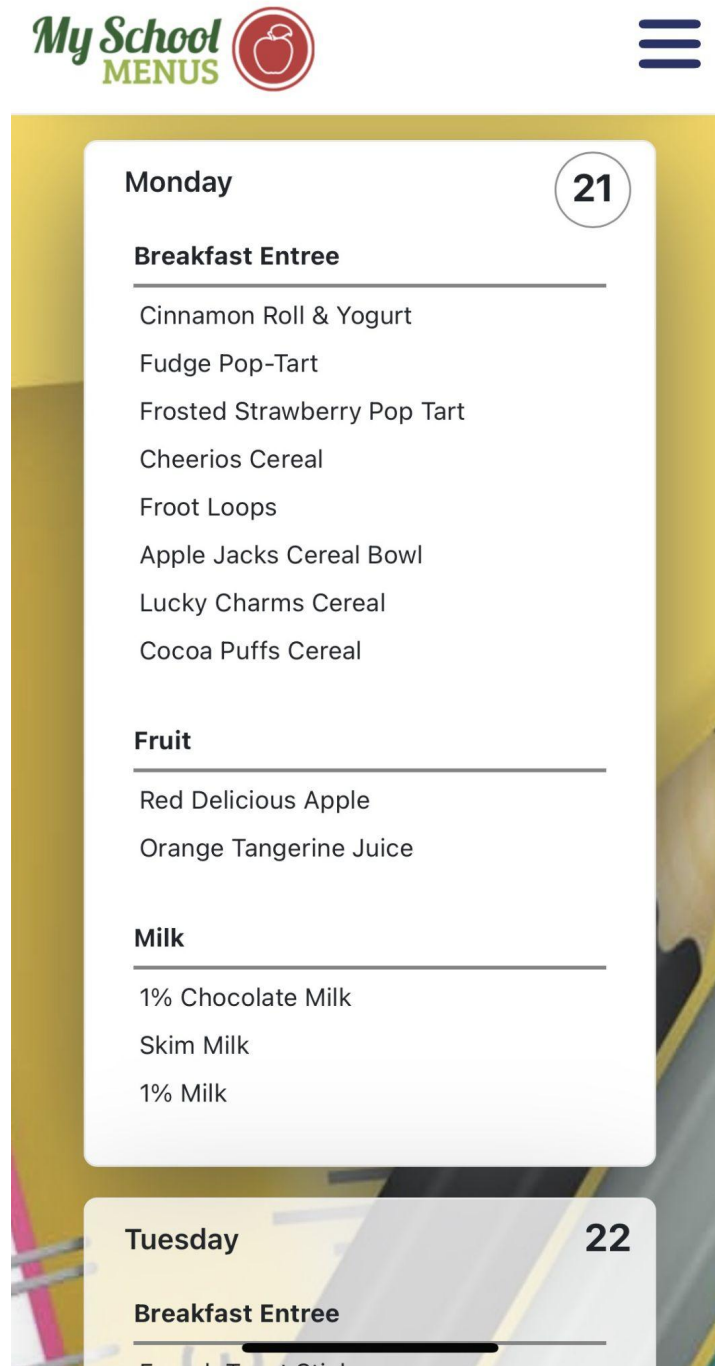 My School
MENUS
Monday
21
Breakfast Entree
Cinnamon Roll & Yogurt
Fudge Pop-Tart
Frosted Strawberry Pop Tart
Cheerios Cereal
Froot Loops
Apple Jacks Cereal Bowl
Lucky Charms Cereal
Cocoa Puffs Cereal
Fruit
Red Delicious Apple
Orange Tangerine Juice
Milk
1% Chocolate Milk
Skim Milk
1% Milk
Tuesday
22
Breakfast Entree